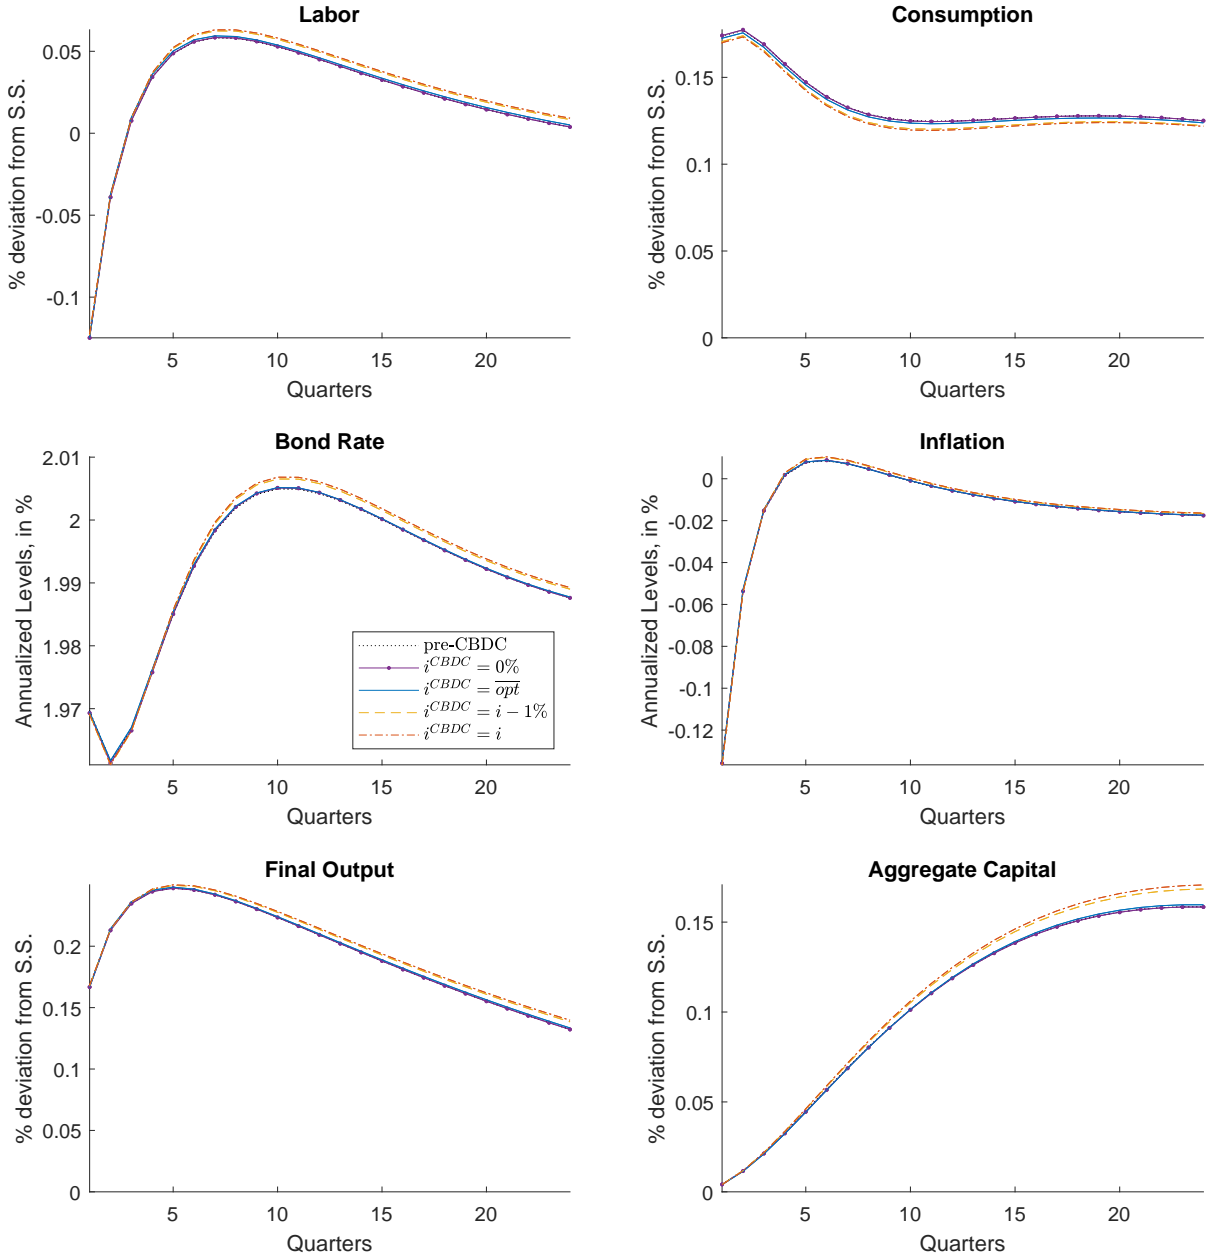 Labor
% deviation from S.S.
0.05
0
-0.05
-0.1
5
10
15
20
Quarters
Consumption
% deviation from S.S.
0.15
0.1
0.05
0
5
10
15
20
Quarters
Bond Rate
Annualized Levels, in %
2.01
2
1.99
1.98
1.97
5
10
15
20
Quarters
pre-CBDC
i^{CBDC} = 0%
i^{CBDC} = \overline{opt}
i^{CBDC} = i − 1%
i^{CBDC} = i
Inflation
Annualized Levels, in %
0
-0.02
-0.04
-0.06
-0.08
-0.1
-0.12
5
10
15
20
Quarters
Final Output
% deviation from S.S.
0.2
0.15
0.1
0.05
0
5
10
15
20
Quarters
Aggregate Capital
% deviation from S.S.
0.15
0.1
0.05
0
5
10
15
20
Quarters